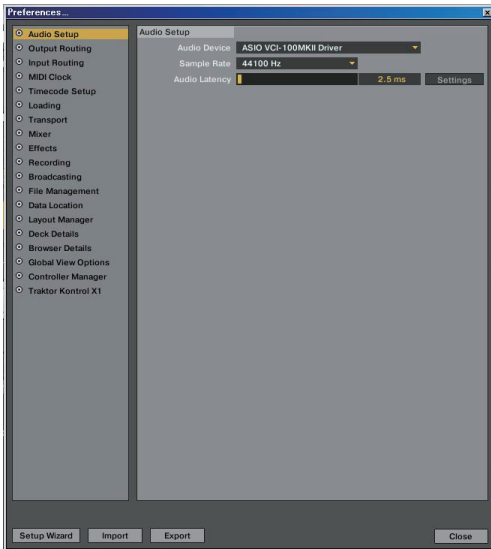 Preferences...
Audio Setup
Output Routing
Input Routing
MIDI Clock
Timecode Setup
Loading
Transport
Mixer
Effects
Recording
Broadcasting
File Management
Data Location
Layout Manager
Deck Details
Browser Details
Global View Options
Controller Manager
Traktor Kontrol X1
Audio Setup
Audio Device ASIO VCI-100MKII Driver
Sample Rate 44100 Hz
Audio Latency 2.5 ms Settings
Setup Wizard Import Export Close